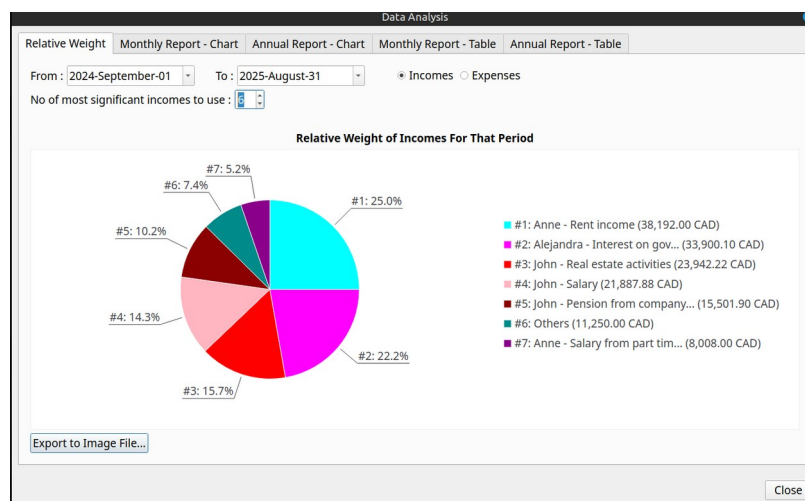 Data Analysis
Relative Weight Monthly Report - Chart Annual Report - Chart Monthly Report - Table Annual Report - Table
From : 2024-September-01 To : 2025-August-31 Incomes Expenses
No of most significant incomes to use : 6
Relative Weight of Incomes For That Period
#7: 5.2%
#6: 7.4%
#1: 25.0%
#5: 10.2%
#4: 14.3%
#3: 15.7%
#2: 22.2%
#1: Anne - Rent income (38,192.00 CAD)
#2: Alejandra - Interest on gov... (33,900.10 CAD)
#3: John - Real estate activities (23,942.22 CAD)
#4: John - Salary (21,887.88 CAD)
#5: John - Pension from company... (15,501.90 CAD)
#6: Others (11,250.00 CAD)
#7: Anne - Salary from part tim... (8,008.00 CAD)
Export to Image File...
Close